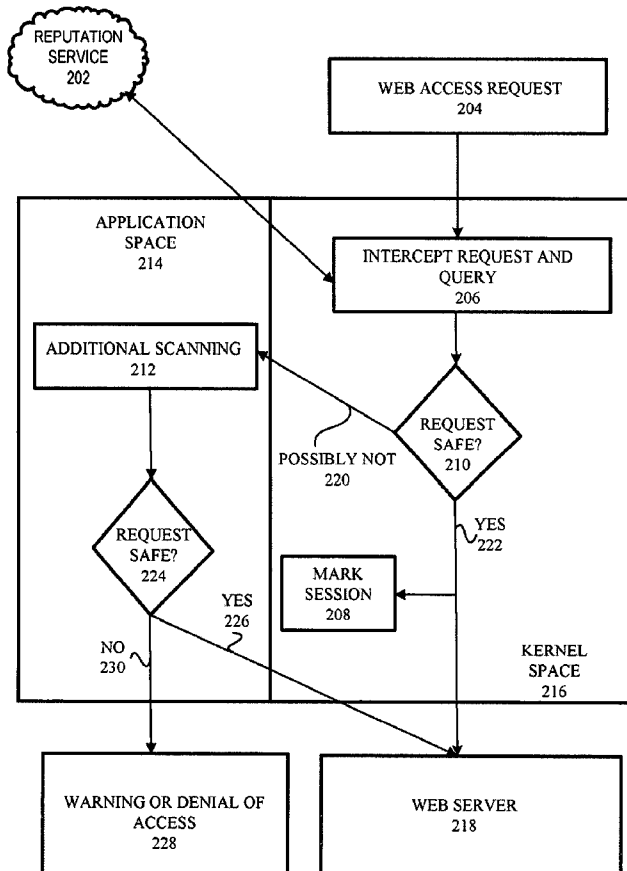 REPUTATION
SERVICE
202
WEB ACCESS REQUEST
204
APPLICATION
SPACE
214
INTERCEPT REQUEST AND
QUERY
206
ADDITIONAL SCANNING
212
REQUEST
SAFE?
210
POSSIBLY NOT
220
YES
222
REQUEST
SAFE?
224
MARK
SESSION
208
YES
226
NO
230
KERNEL
SPACE
216
WARNING OR DENIAL OF
ACCESS
228
WEB SERVER
218